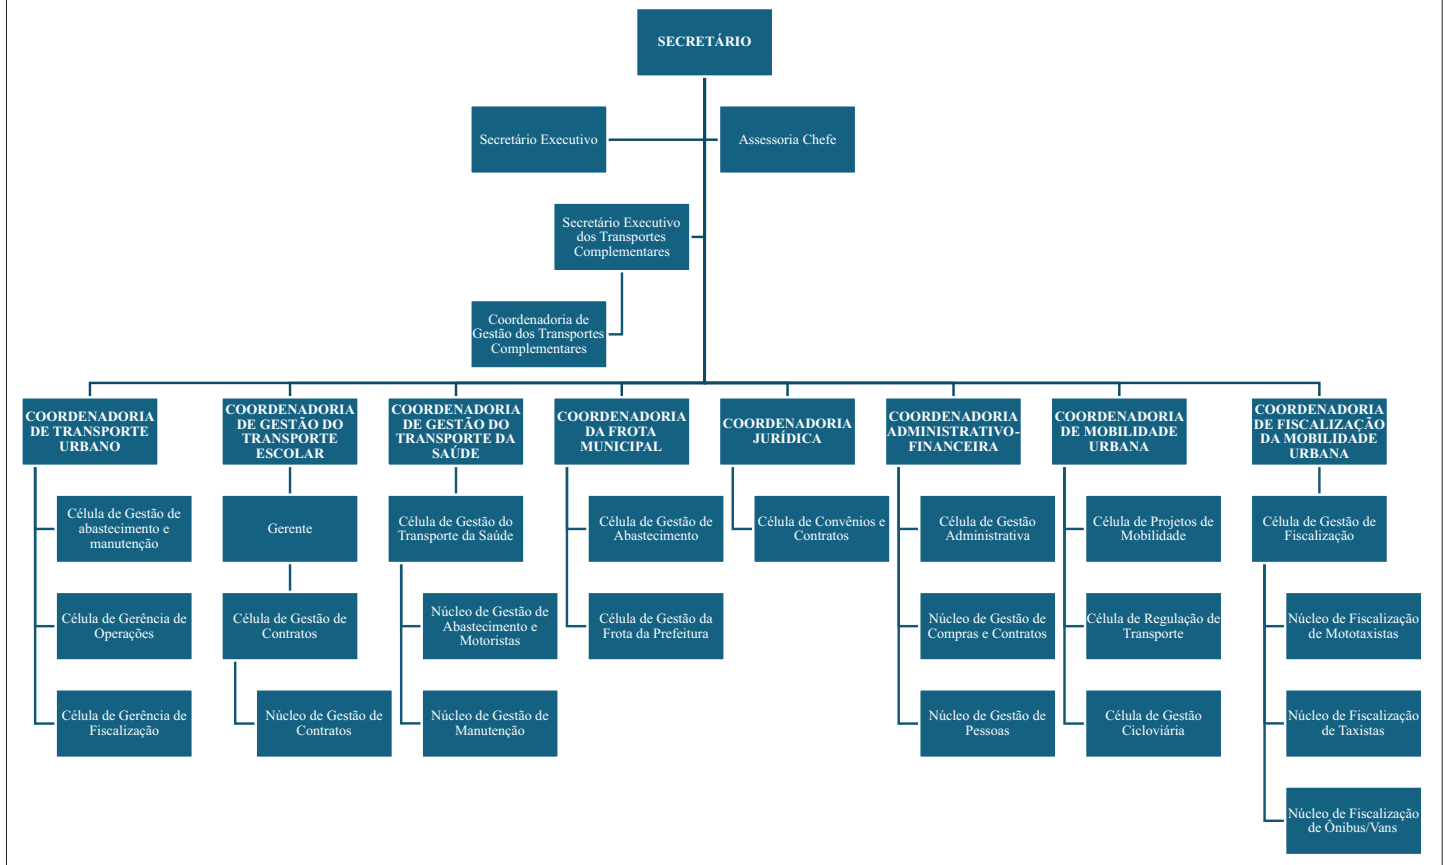 SECRETÁRIO
Secretário Executivo
Assessoria Chefe
Secretário Executivo
dos Transportes
Complementares
Coordenadoria de
Gestão dos Transportes
Complementares
COORDENADORIA
DE TRANSPORTE
URBANO
COORDENADORIA
DE GESTÃO DO
TRANSPORTE
ESCOLAR
COORDENADORIA
DE GESTÃO DO
TRANSPORTE DA
SAÚDE
COORDENADORIA
DA FROTA
MUNICIPAL
COORDENADORIA
JURÍDICA
COORDENADORIA
ADMINISTRATIVO-
FINANCEIRA
COORDENADORIA
DE MOBILIDADE
URBANA
COORDENADORIA
DE FISCALIZAÇÃO
DA MOBILIDADE
URBANA
Célula de Gestão de
abastecimento e
manutenção
Gerente
Célula de Gestão do
Transporte da Saúde
Célula de Gestão de
Abastecimento
Célula de Convênios e
Contratos
Célula de Gestão
Administrativa
Célula de Projetos de
Mobilidade
Célula de Gestão de
Fiscalização
Célula de Gerência de
Operações
Célula de Gestão de
Contratos
Núcleo de Gestão de
Abastecimento e
Motoristas
Célula de Gestão da
Frota da Prefeitura
Núcleo de Gestão de
Compras e Contratos
Célula de Regulação de
Transporte
Núcleo de Fiscalização
de Mototaxistas
Célula de Gerência de
Fiscalização
Núcleo de Gestão de
Contratos
Núcleo de Gestão de
Manutenção
Núcleo de Gestão de
Pessoas
Célula de Gestão
Cicloviária
Núcleo de Fiscalização
de Taxistas
Núcleo de Fiscalização
de Ônibus/Vans